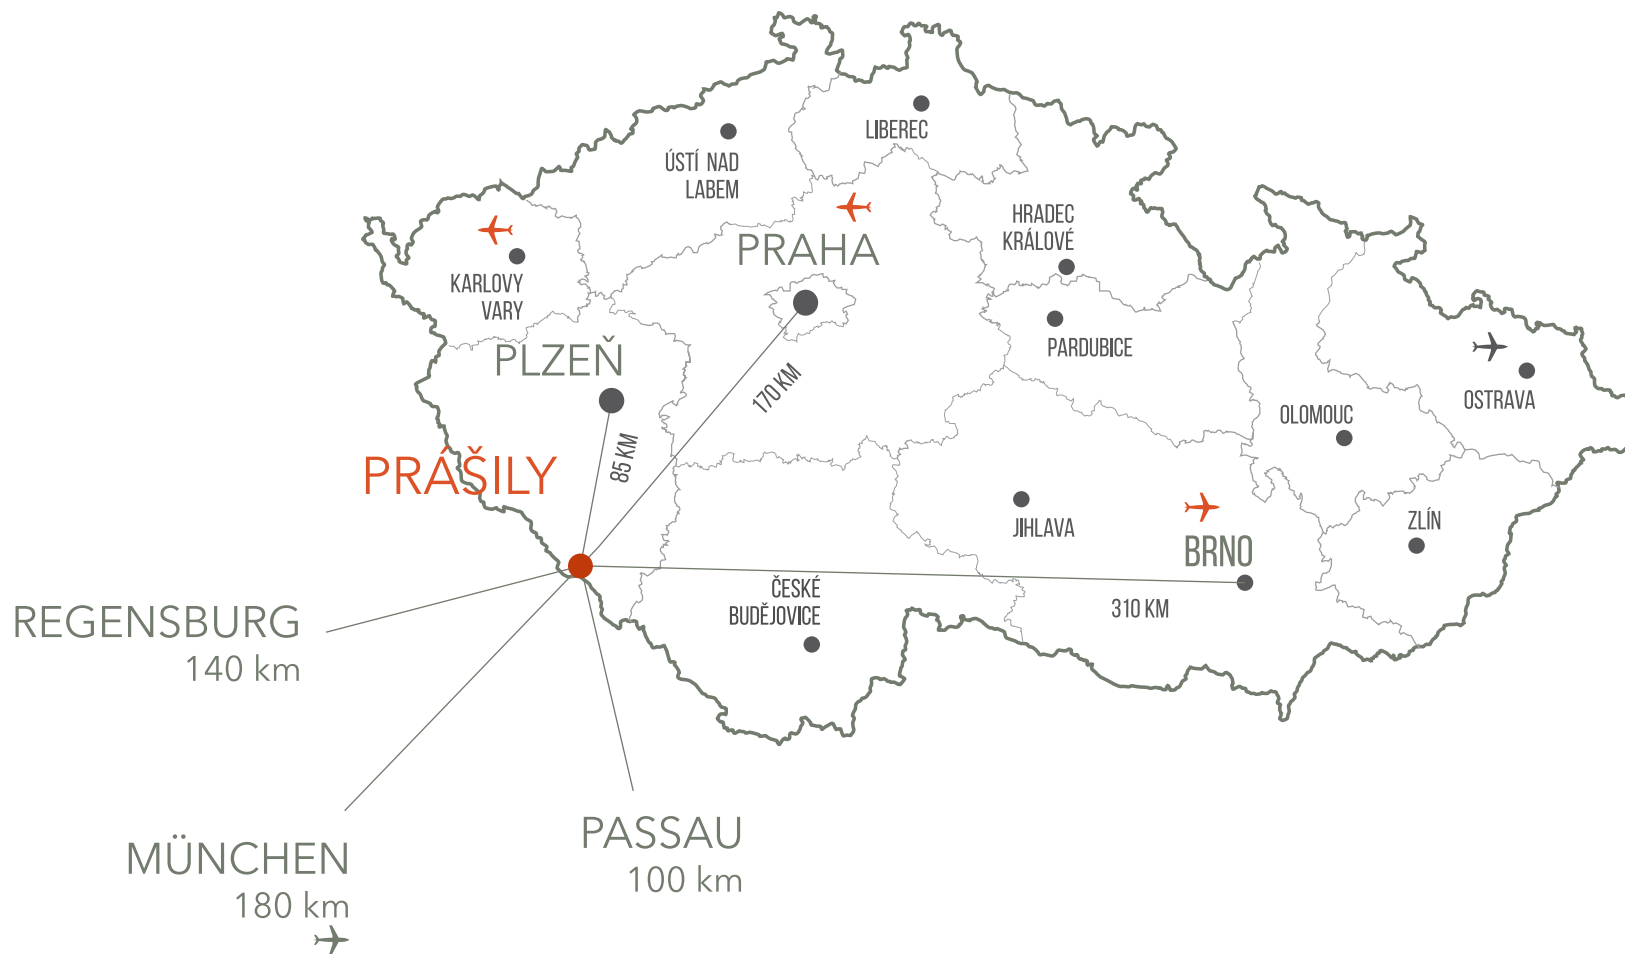 LIBEREC
ÚSTÍ NAD
LABEM
HRADEC
KRÁLOVÉ
PRAHA
KARLOVY
VARY
PARDUBICE
PLZEŇ
170 KM
OSTRAVA
OLOMOUC
85 KM
PRÁŠILY
JIHLAVA
ZLÍN
BRNO
ČESKÉ
BUDĚJOVICE
310 KM
REGENSBURG
140 km
PASSAU
100 km
MÜNCHEN
180 km